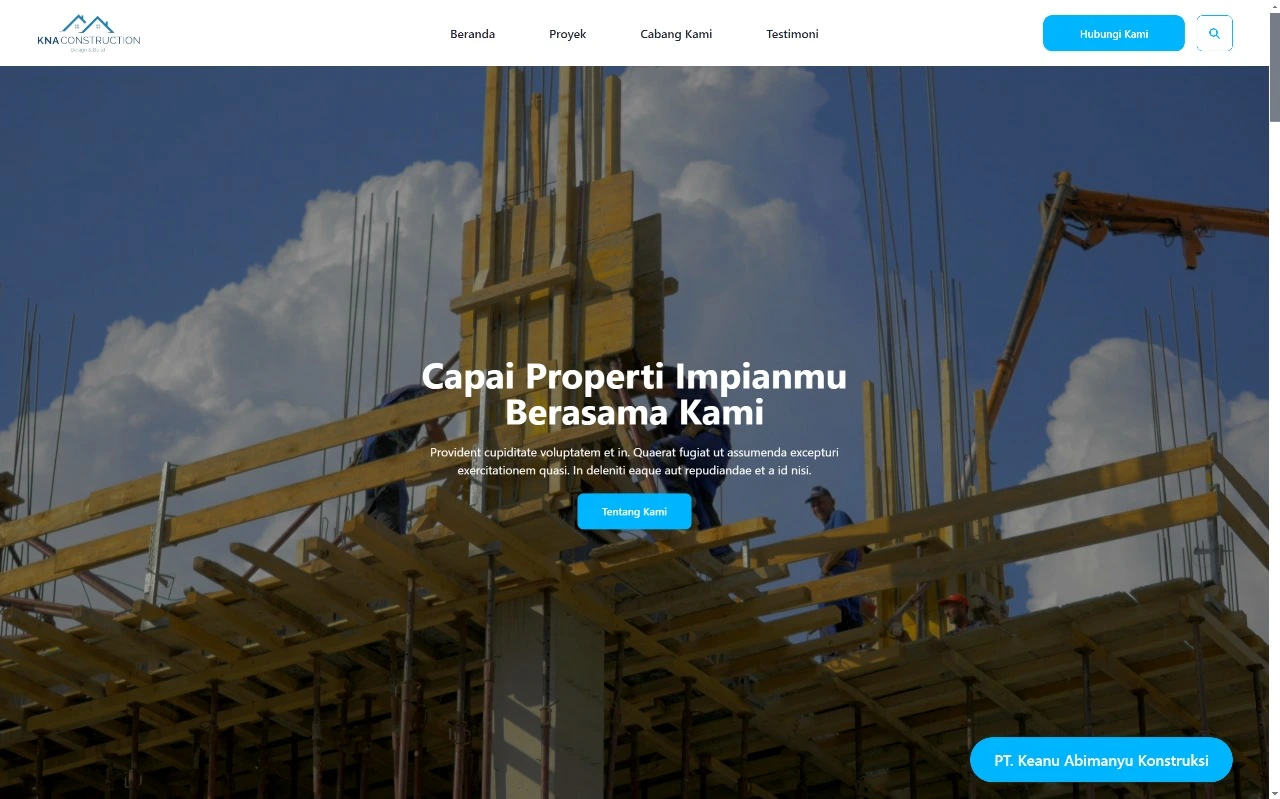 KNA CONSTRUCTION
Design & Build
Beranda
Proyek
Cabang Kami
Testimoni
Hubungi Kami
Capai Properti Impianmu
Berasama Kami
Provident cupiditate voluptatem et in. Quaerat fugiat ut assumenda excepturi
exercitationem quasi. In deleniti eaque aut repudiandae et a id nisi.
Tentang Kami
PT. Keanu Abimanyu Konstruksi